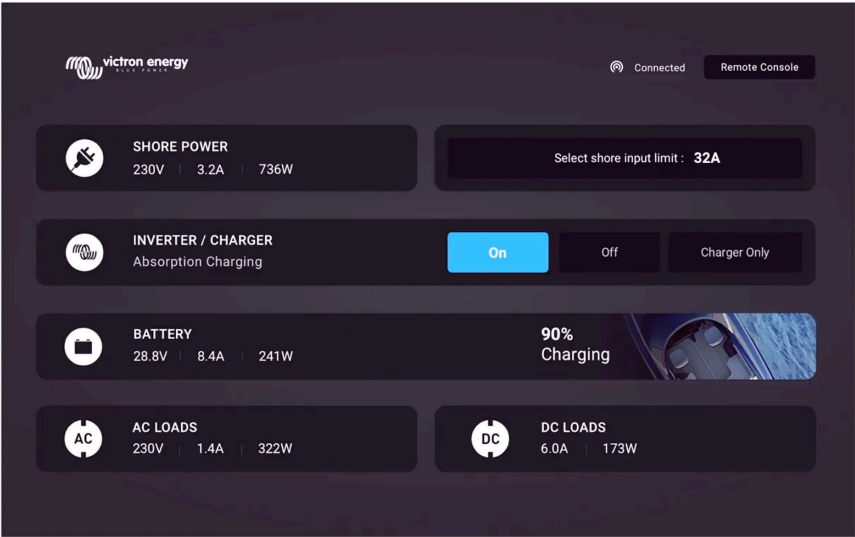 victron energy
BLUE POWER
Connected
Remote Console
SHORE POWER
230V | 3.2A | 736W
Select shore input limit : 32A
INVERTER / CHARGER
Absorption Charging
On
Off
Charger Only
BATTERY
28.8V | 8.4A | 241W
90%
Charging
AC
AC LOADS
230V | 1.4A | 322W
DC
DC LOADS
6.0A | 173W